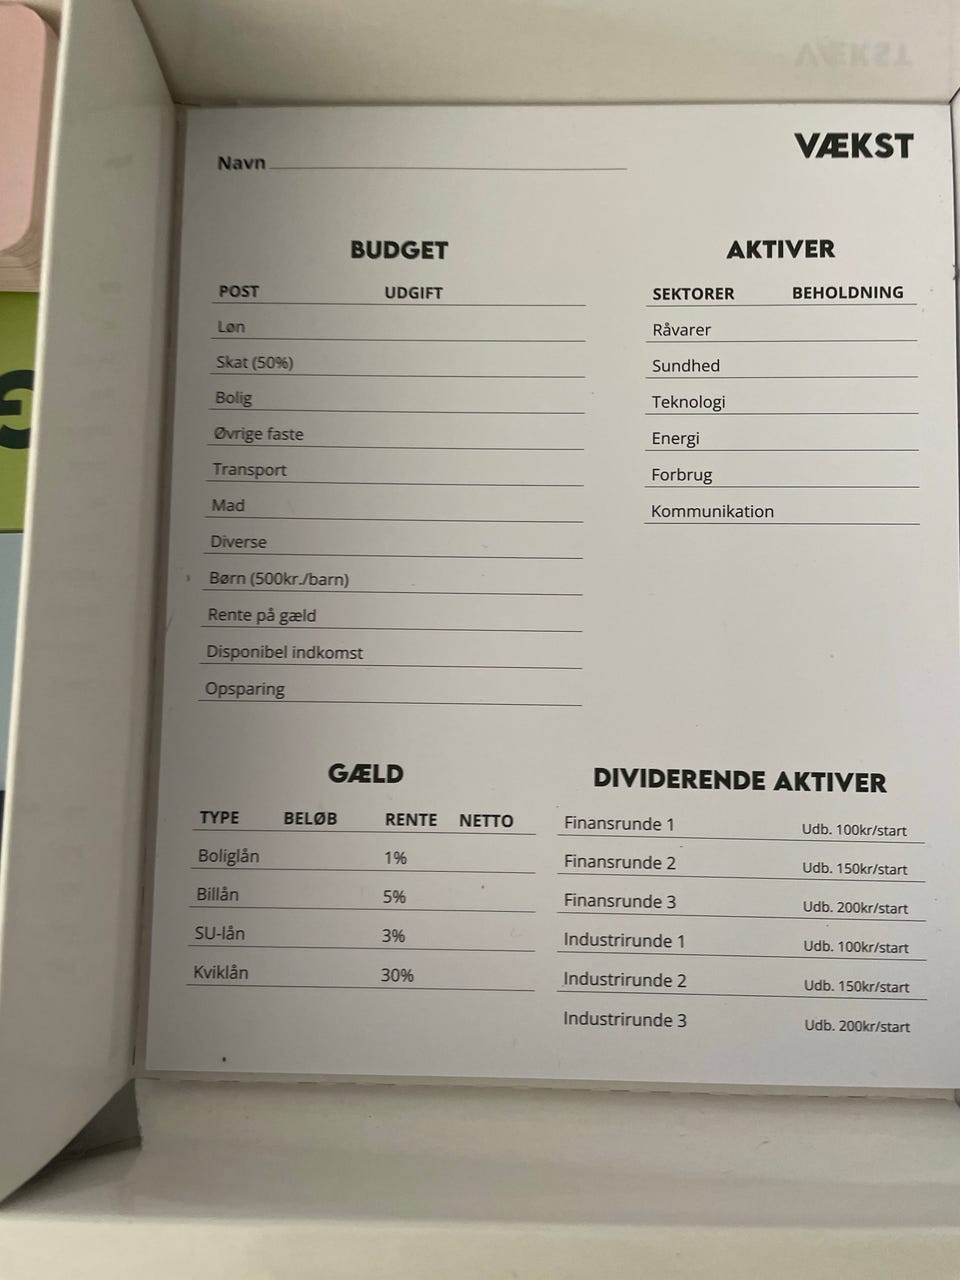 VÆKST
Navn
BUDGET
POST UDGIFT
Løn
Skat (50%)
Bolig
Øvrige faste
Transport
Mad
Diverse
Børn (500kr./barn)
Rente på gæld
Disponibel indkomst
Opsparing
AKTIVER
SEKTORER BEHOLDNING
Råvarer
Sundhed
Teknologi
Energi
Forbrug
Kommunikation
GÆLD
TYPE BELØB RENTE NETTO
Boliglån 1%
Billån 5%
SU-lån 3%
Kviklån 30%
DIVIDERENDE AKTIVER
Finansrunde 1 Udb. 100kr/start
Finansrunde 2 Udb. 150kr/start
Finansrunde 3 Udb. 200kr/start
Industrirunde 1 Udb. 100kr/start
Industrirunde 2 Udb. 150kr/start
Industrirunde 3 Udb. 200kr/start